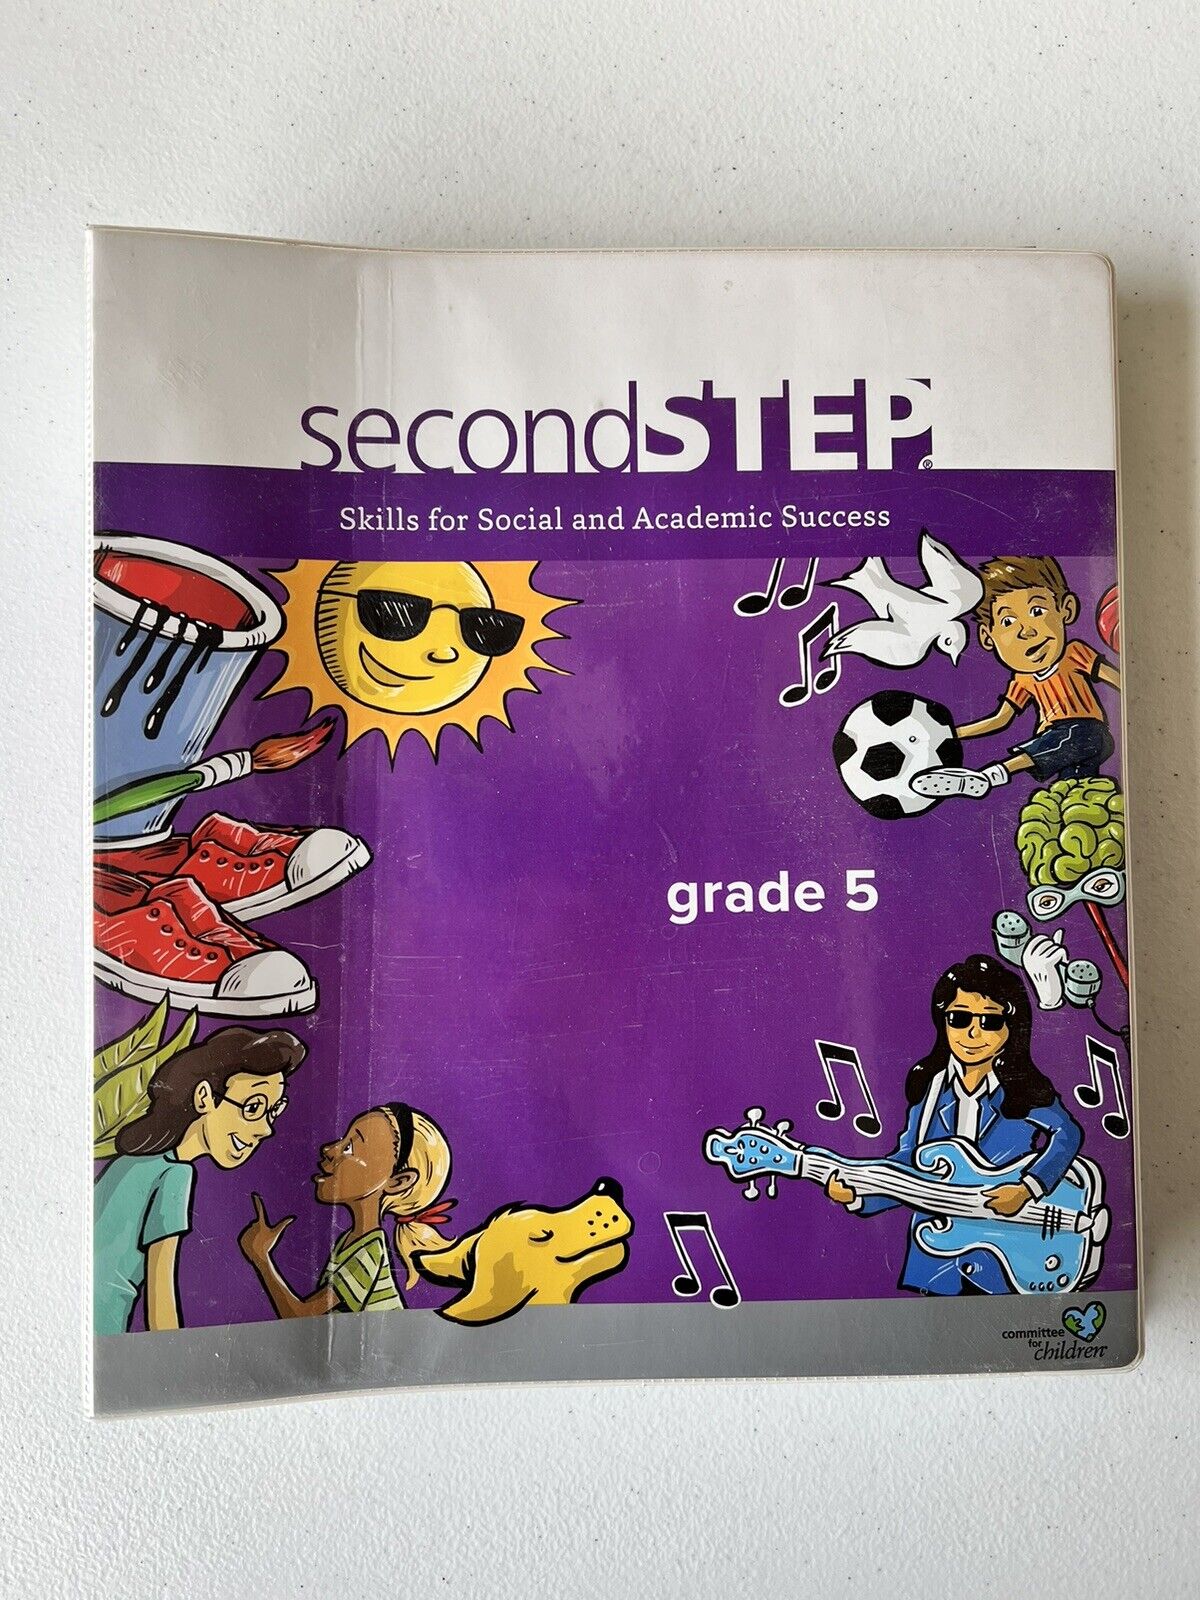 secondSTEP®
Skills for Social and Academic Success
grade 5
committee
for
children